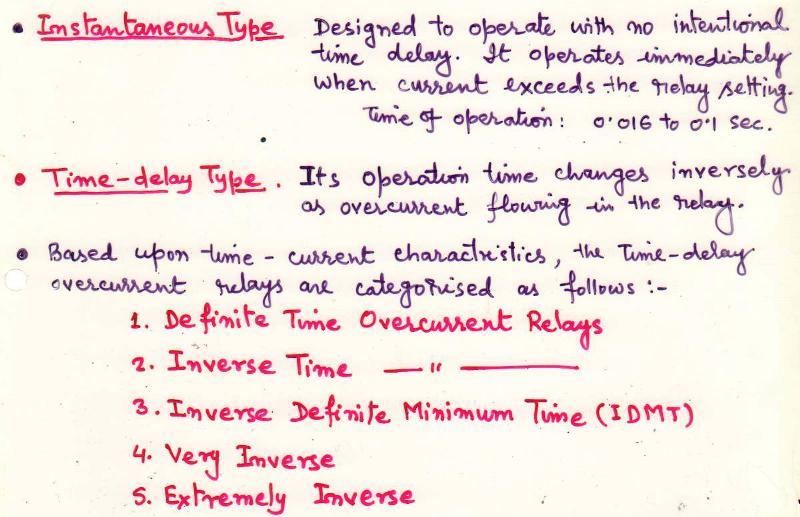 • Instantaneous Type Designed to operate with no intentional
time delay. It operates immediately
when current exceeds the relay setting.
Time of operation: 0.016 to 0.1 sec.
• Time-delay Type. Its operation time changes inversely
as overcurrent flowing in the relay.
• Based upon time - current characteristics, the Time-delay
overcurrent relays are categorised as follows :-
1. Definite Time Overcurrent Relays
2. Inverse Time — " —
3. Inverse Definite Minimum Time (IDMT)
4. Very Inverse
5. Extremely Inverse